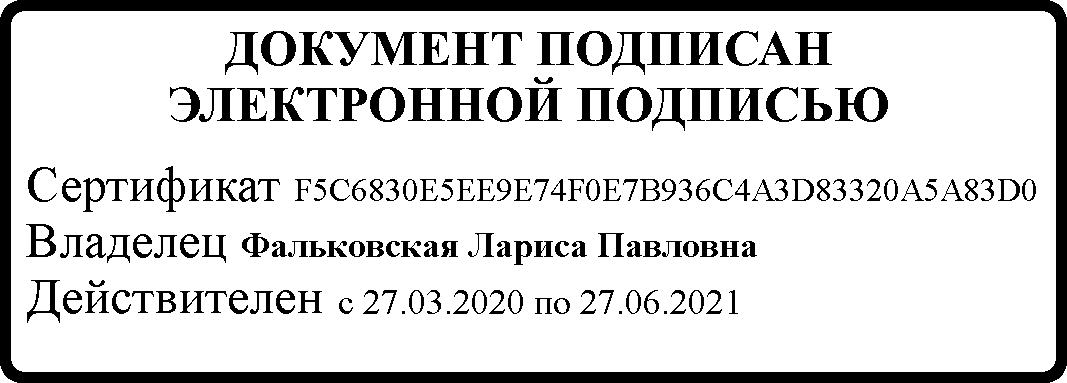 ДОКУМЕНТ ПОДПИСАН
ЭЛЕКТРОННОЙ ПОДПИСЬЮ
Сертификат F5C6830E5EE9E74F0E7B936C4A3D83320A5A83D0
Владелец Фальковская Лариса Павловна
Действителен с 27.03.2020 по 27.06.2021